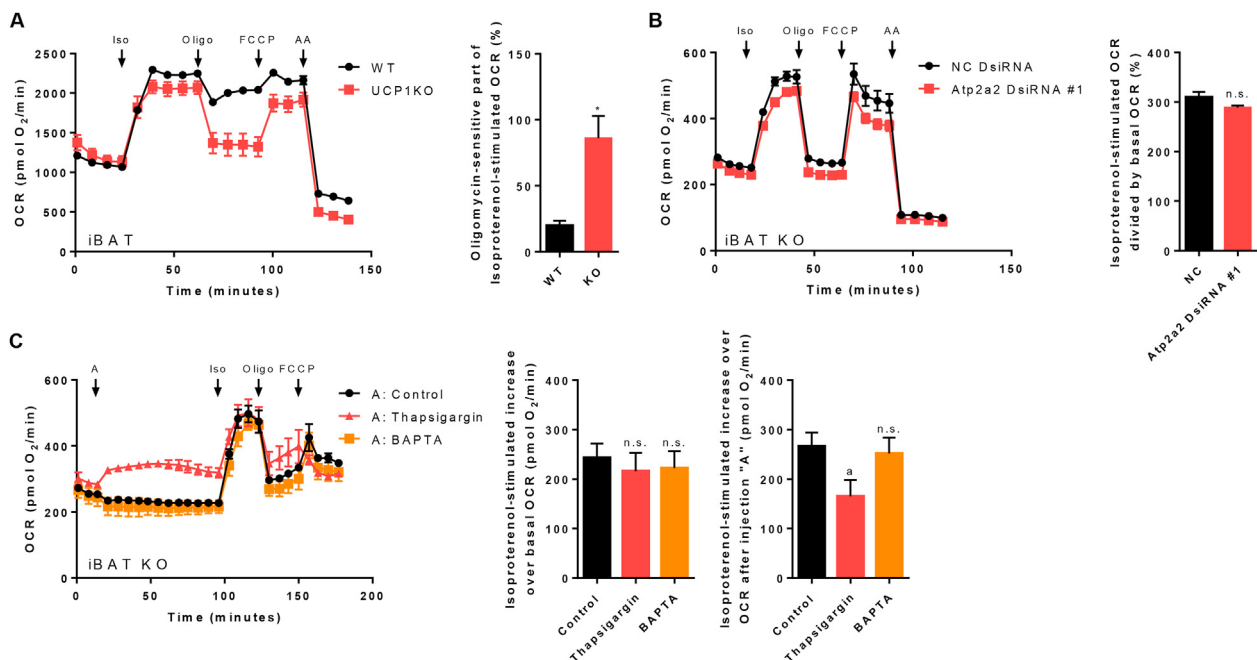 A
Iso
Oligo
FCCP
AA
OCR (pmol O2/min)
2500
2000
1500
1000
500
0
0
50
100
150
Time (minutes)
iBAT
WT
UCP1KO
Oligomycin-sensitive part of
Isoproterenol-stimulated OCR (%)
150
100
50
0
*
WT
KO
B
Iso
Oligo
FCCP
AA
OCR (pmol O2/min)
600
400
200
0
0
50
100
150
Time (minutes)
iBAT KO
NC DsiRNA
Atp2a2 DsiRNA #1
Isoproterenol-stimulated OCR
divided by basal OCR (%)
400
300
200
100
0
n.s.
NC
Atp2a2 DsiRNA #1
C
A
Iso
Oligo
FCCP
OCR (pmol O2/min)
600
400
200
0
0
50
100
150
200
Time (minutes)
iBAT KO
A: Control
A: Thapsigargin
A: BAPTA
Isoproterenol-stimulated increase
over basal OCR (pmol O2/min)
400
300
200
100
0
n.s.
n.s.
Control
Thapsigargin
BAPTA
Isoproterenol-stimulated increase over
OCR after injection "A" (pmol O2/min)
400
300
200
100
0
a
n.s.
Control
Thapsigargin
BAPTA